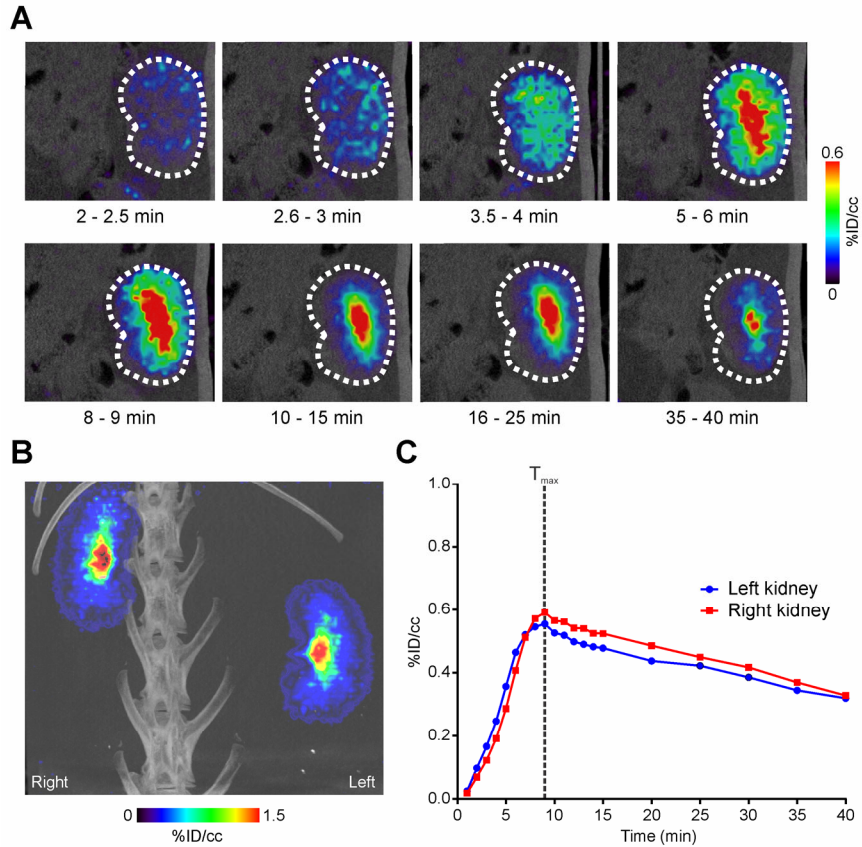 A
2 - 2.5 min
2.6 - 3 min
3.5 - 4 min
5 - 6 min
0.6
%ID/cc
0
8 - 9 min
10 - 15 min
16 - 25 min
35 - 40 min
B
Right
Left
0
1.5
%ID/cc
C
Tmax
1.0
0.8
0.6
0.4
0.2
0.0
%ID/cc
Left kidney
Right kidney
0 5 10 15 20 25 30 35 40
Time (min)